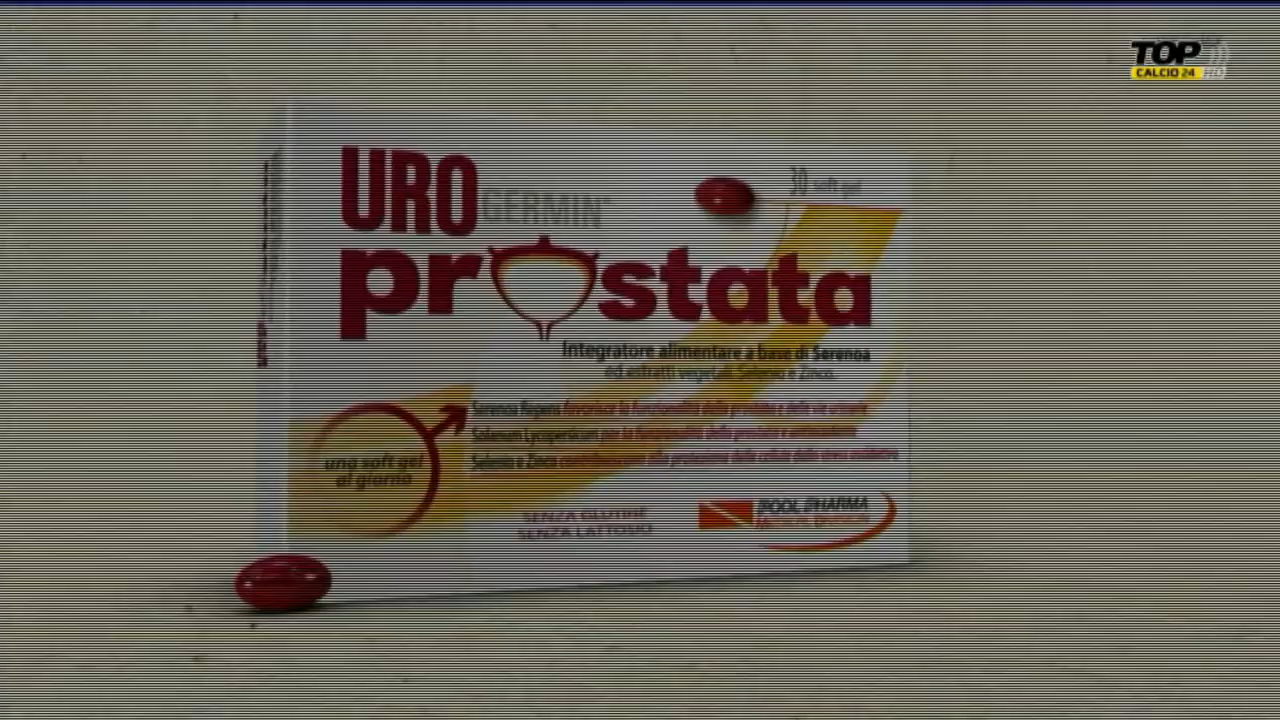 TOP
CALCIO 24 HD
URO GERMIN
prostata
30 soft gel
Integratore alimentare a base di Serenoa
ed estratti vegetali, Selenio e Zinco.
Serenoa Repens favorisce la funzionalità della prostata e delle vie urinarie
Solanum Lycopersicum per la funzionalità della prostata e antiossidante
Selenio e Zinco contribuiscono alla protezione delle cellule dallo stress ossidativo
una soft gel
al giorno
SENZA GLUTINE
SENZA LATTOSIO
POOL PHARMA
MEDICAL DIVISION